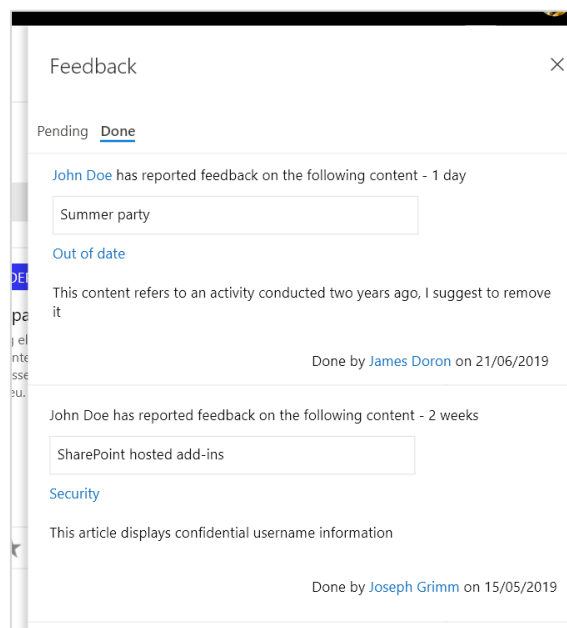 Feedback
Pending Done
John Doe has reported feedback on the following content - 1 day
Summer party
Out of date
This content refers to an activity conducted two years ago, I suggest to remove
it
Done by James Doron on 21/06/2019
John Doe has reported feedback on the following content - 2 weeks
SharePoint hosted add-ins
Security
This article displays confidential username information
Done by Joseph Grimm on 15/05/2019